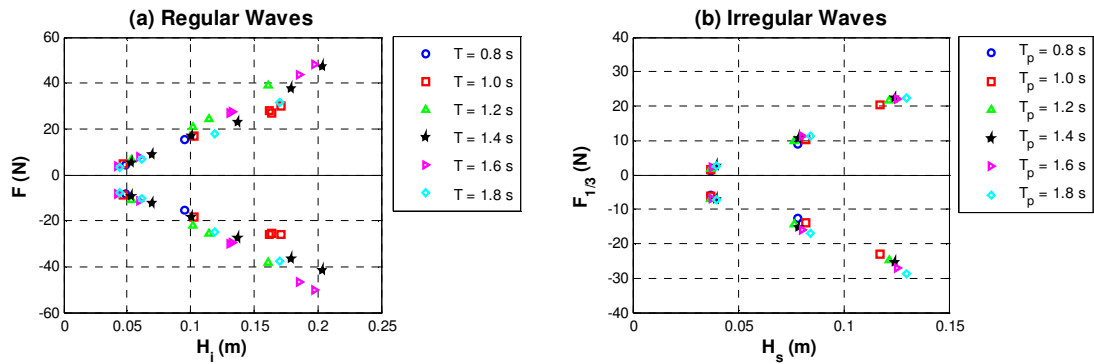 (a) Regular Waves
60
40
20
0
-20
-40
-60
0 0.05 0.1 0.15 0.2 0.25
F (N)
H_i (m)
T = 0.8 s
T = 1.0 s
T = 1.2 s
T = 1.4 s
T = 1.6 s
T = 1.8 s
(b) Irregular Waves
40
30
20
10
0
-10
-20
-30
-40
0 0.05 0.1 0.15
F_1/3 (N)
H_s (m)
T_p = 0.8 s
T_p = 1.0 s
T_p = 1.2 s
T_p = 1.4 s
T_p = 1.6 s
T_p = 1.8 s